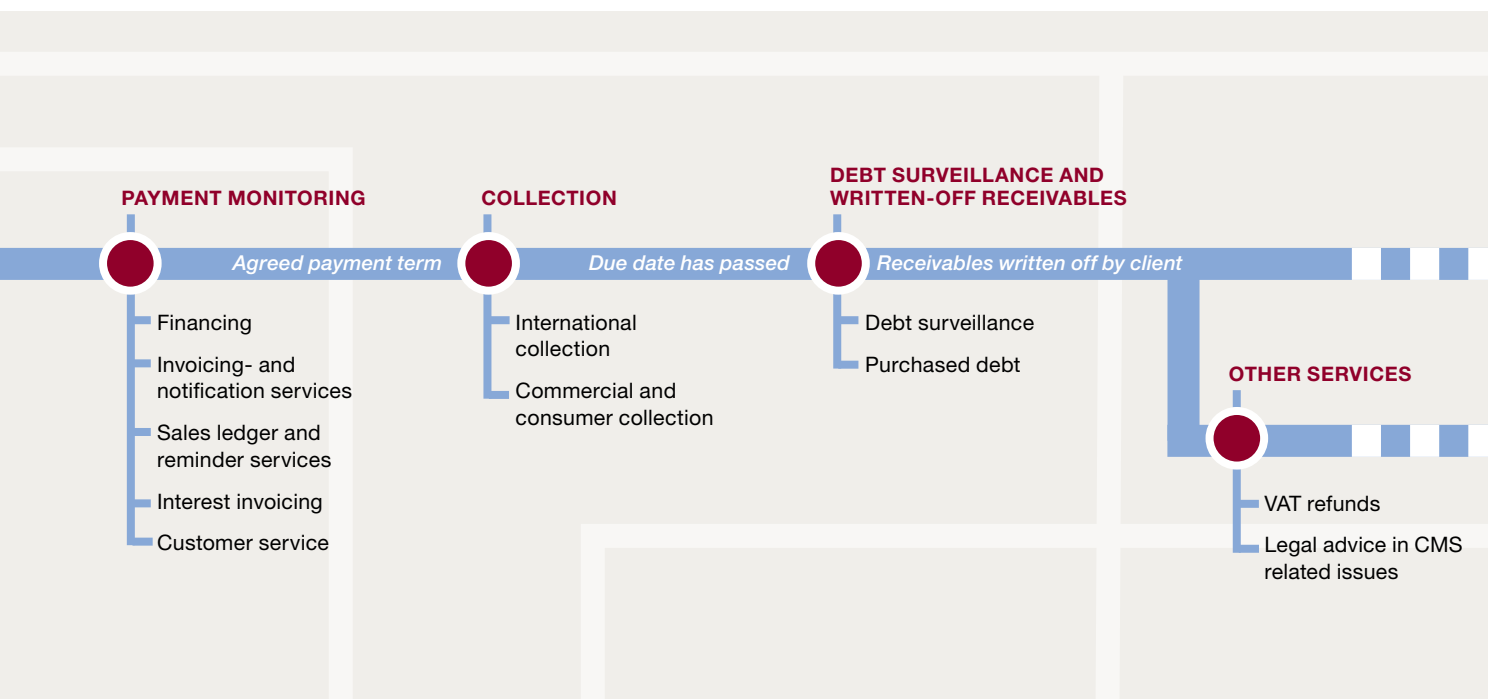 PAYMENT MONITORING
Agreed payment term
Financing
Invoicing- and
notification services
Sales ledger and
reminder services
Interest invoicing
Customer service
COLLECTION
Due date has passed
International
collection
Commercial and
consumer collection
DEBT SURVEILLANCE AND
WRITTEN-OFF RECEIVABLES
Receivables written off by client
Debt surveillance
Purchased debt
OTHER SERVICES
VAT refunds
Legal advice in CMS
related issues